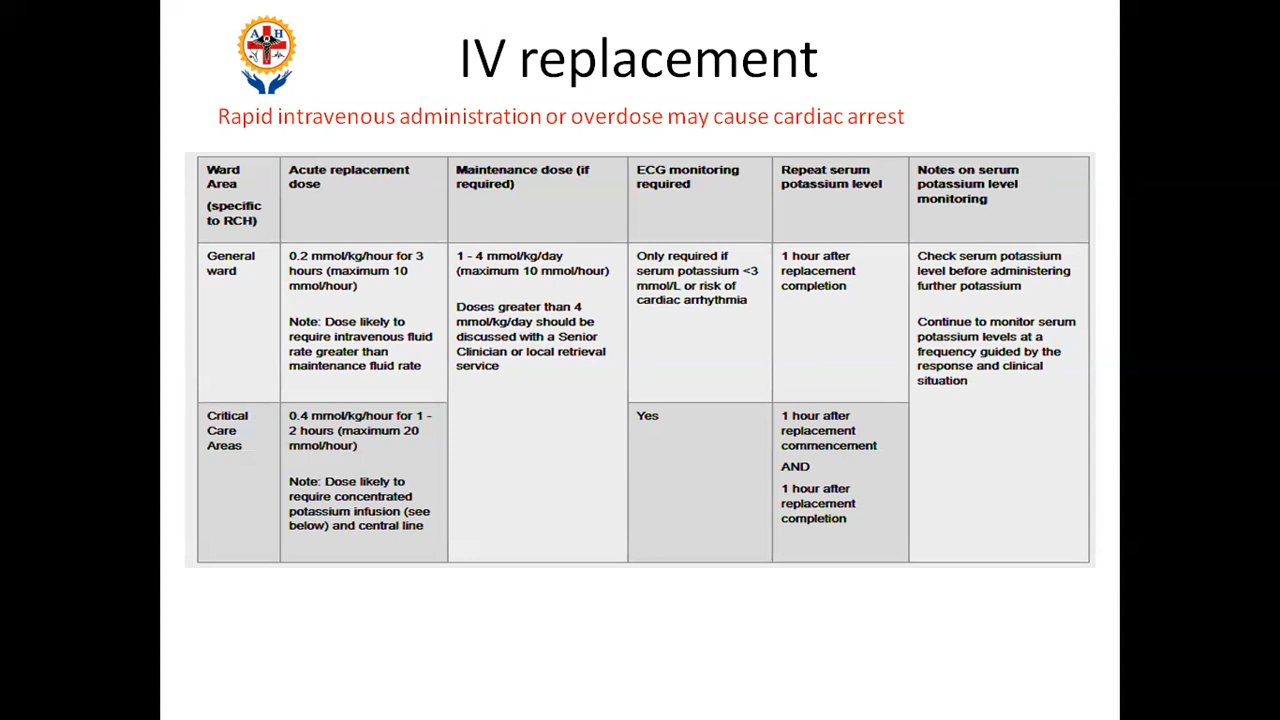 A H
IV replacement
Rapid intravenous administration or overdose may cause cardiac arrest
Ward
Area
(specific
to RCH)
Acute replacement
dose
Maintenance dose (if
required)
ECG monitoring
required
Repeat serum
potassium level
Notes on serum
potassium level
monitoring
General
ward
0.2 mmol/kg/hour for 3
hours (maximum 10
mmol/hour)
Note: Dose likely to
require intravenous fluid
rate greater than
maintenance fluid rate
1 - 4 mmol/kg/day
(maximum 10 mmol/hour)
Doses greater than 4
mmol/kg/day should be
discussed with a Senior
Clinician or local retrieval
service
Only required if
serum potassium <3
mmol/L or risk of
cardiac arrhythmia
1 hour after
replacement
completion
Check serum potassium
level before administering
further potassium
Continue to monitor serum
potassium levels at a
frequency guided by the
response and clinical
situation
Critical
Care
Areas
0.4 mmol/kg/hour for 1 -
2 hours (maximum 20
mmol/hour)
Note: Dose likely to
require concentrated
potassium infusion (see
below) and central line
Yes
1 hour after
replacement
commencement
AND
1 hour after
replacement
completion